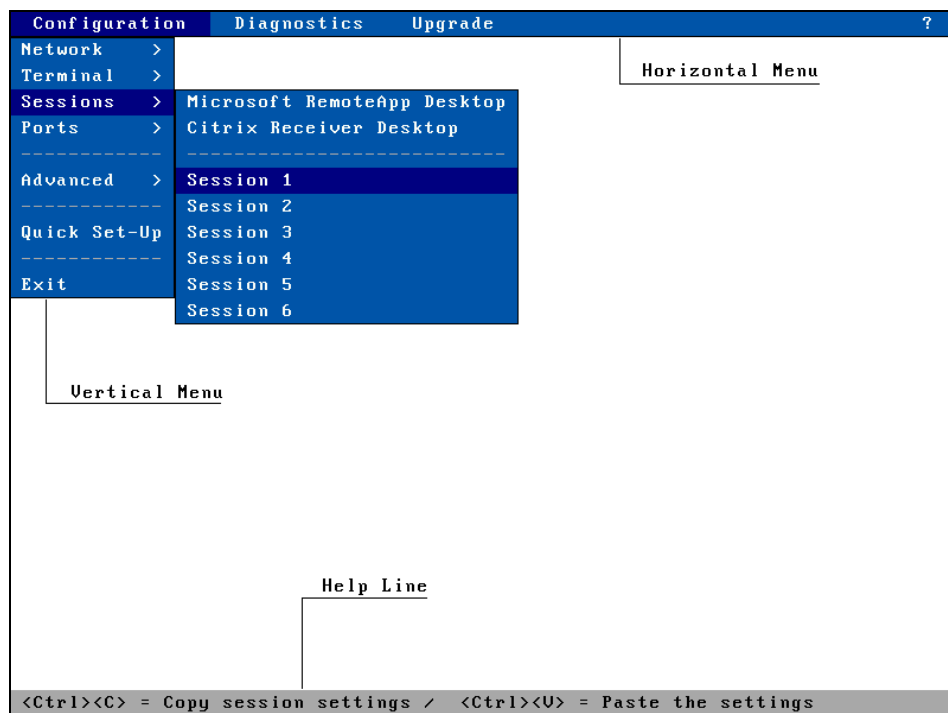 Configuration Diagnostics Upgrade ?
Network >
Terminal >
Sessions >
Ports >
------------
Advanced >
------------
Quick Set-Up
------------
Exit
Microsoft RemoteApp Desktop
Citrix Receiver Desktop
---------------------------
Session 1
Session 2
Session 3
Session 4
Session 5
Session 6
Horizontal Menu
Vertical Menu
Help Line
<Ctrl><C> = Copy session settings / <Ctrl><V> = Paste the settings